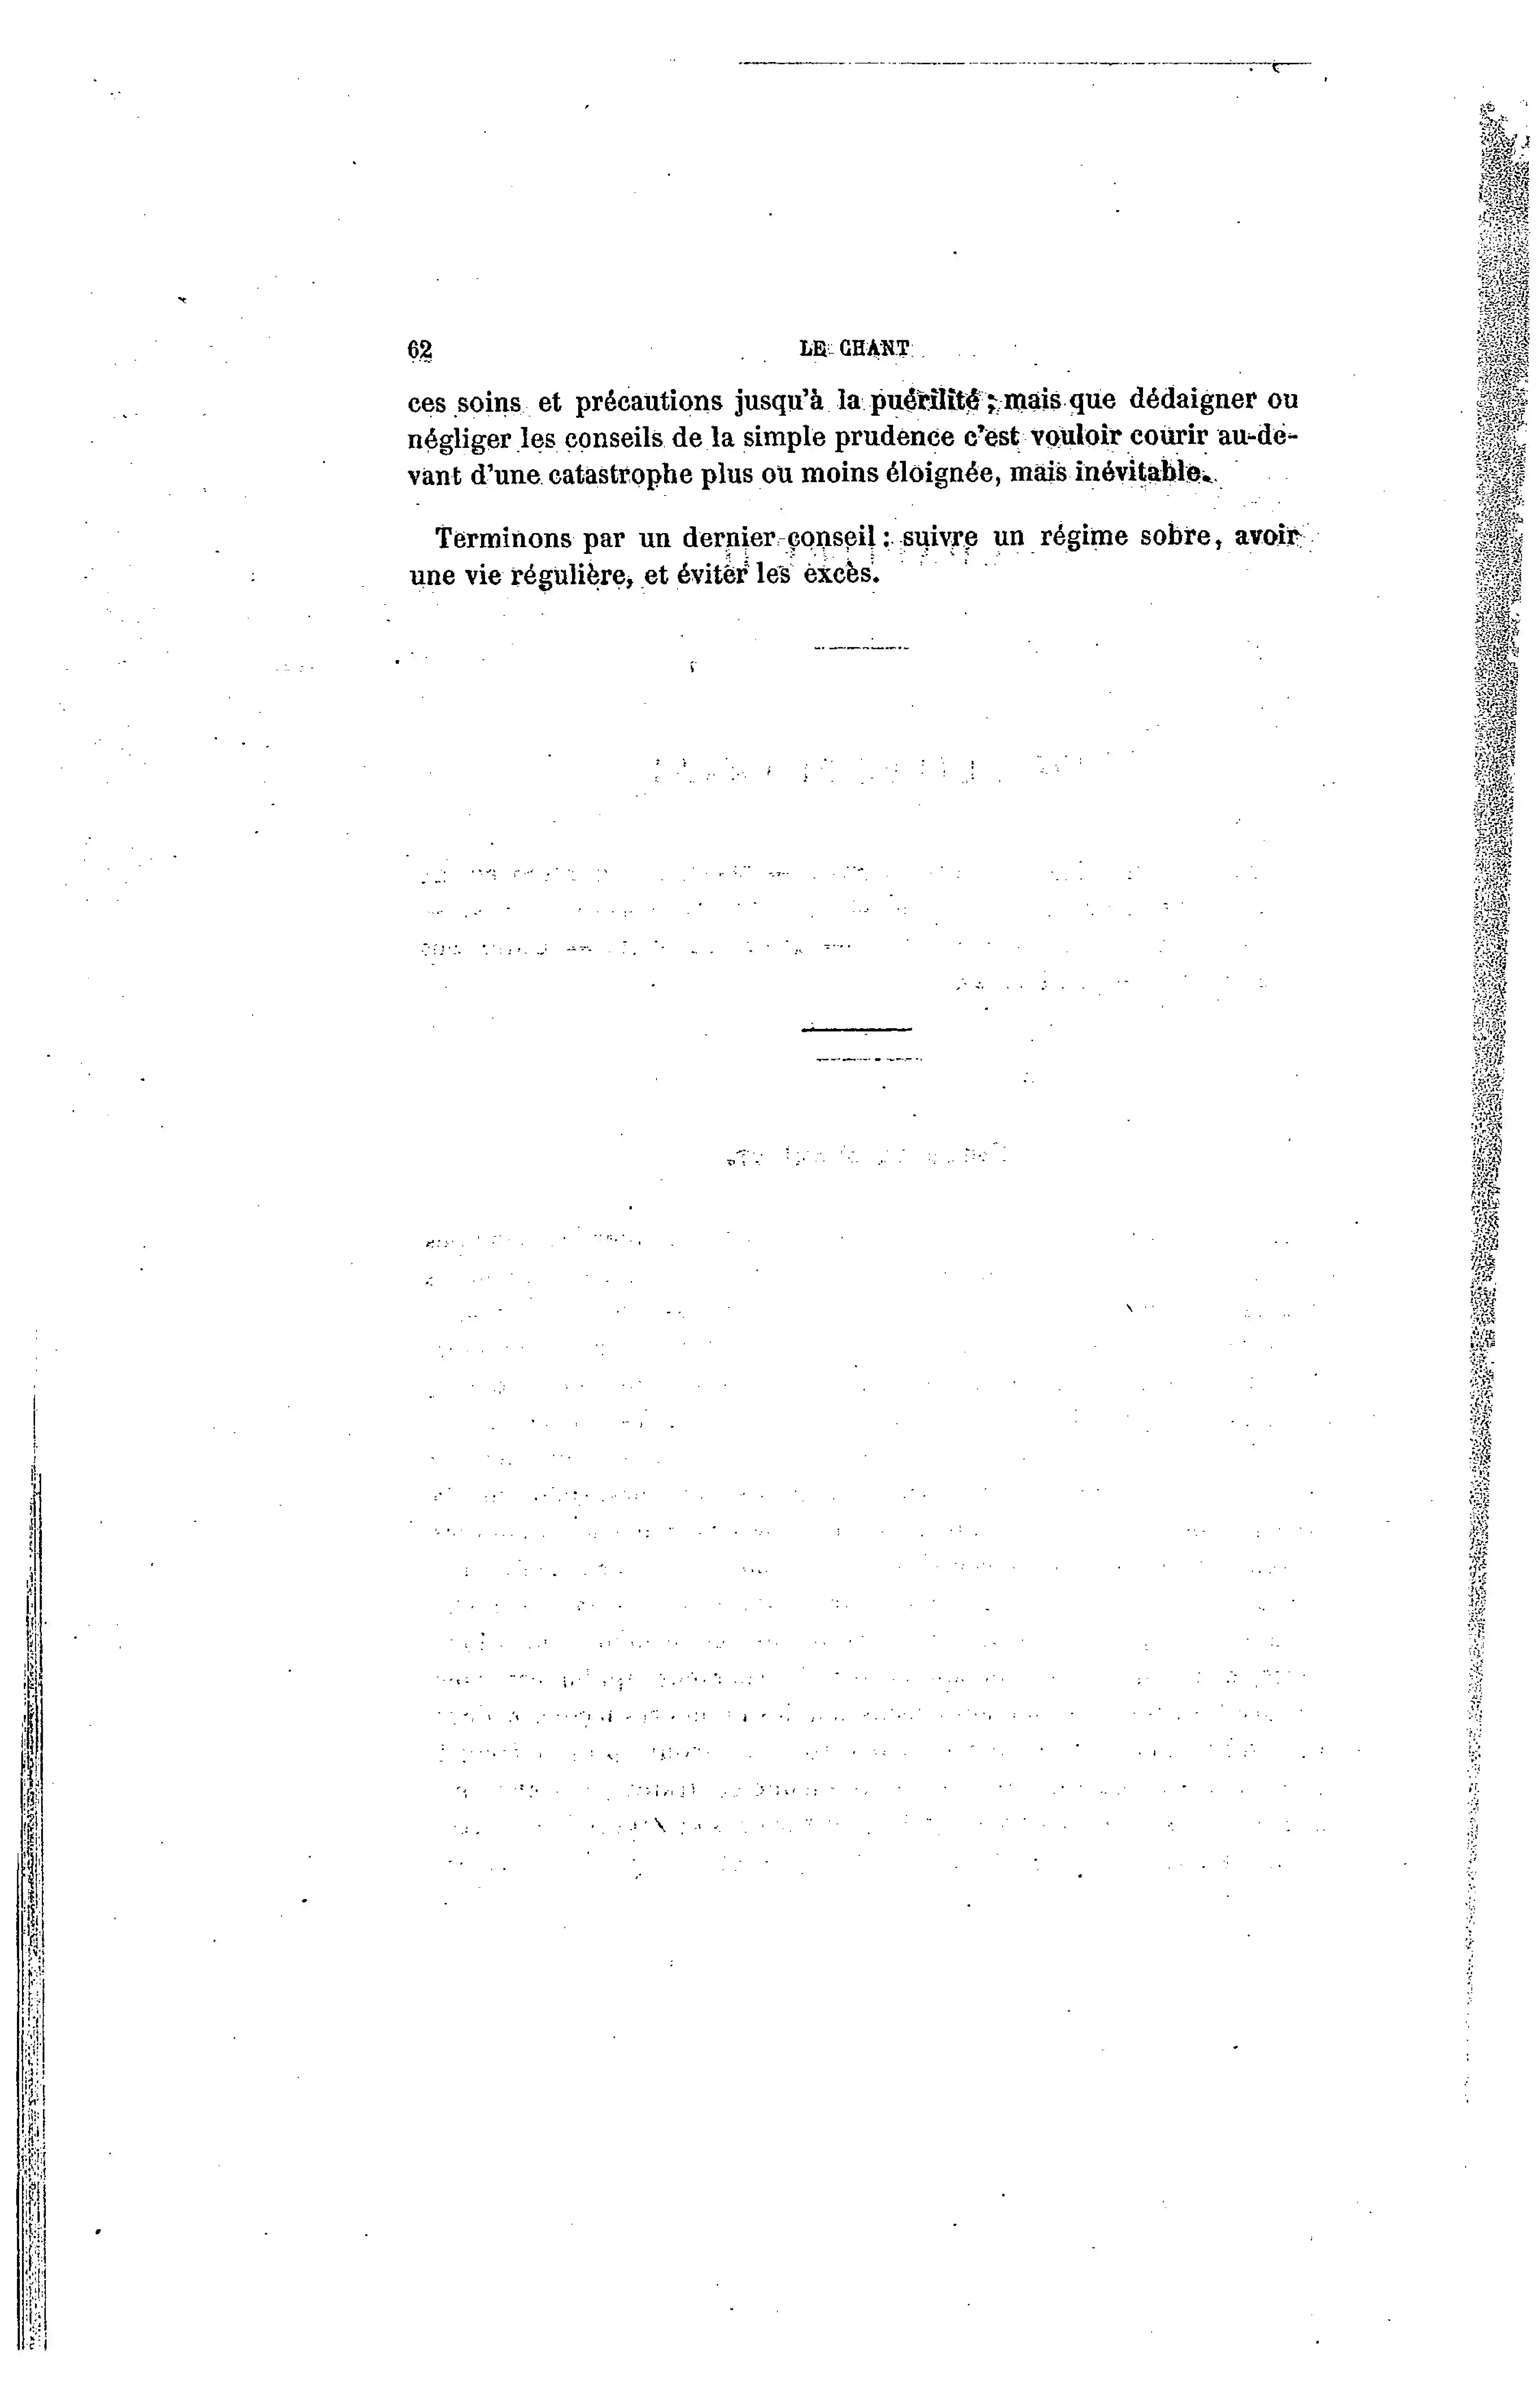 62 LE CHANT
ces soins et précautions jusqu'à la puérilité ; mais que dédaigner ou
négliger les conseils de la simple prudence c'est vouloir courir au-de-
vant d'une catastrophe plus ou moins éloignée, mais inévitable.
Terminons par un dernier conseil : suivre un régime sobre, avoir
une vie régulière, et éviter les excès.